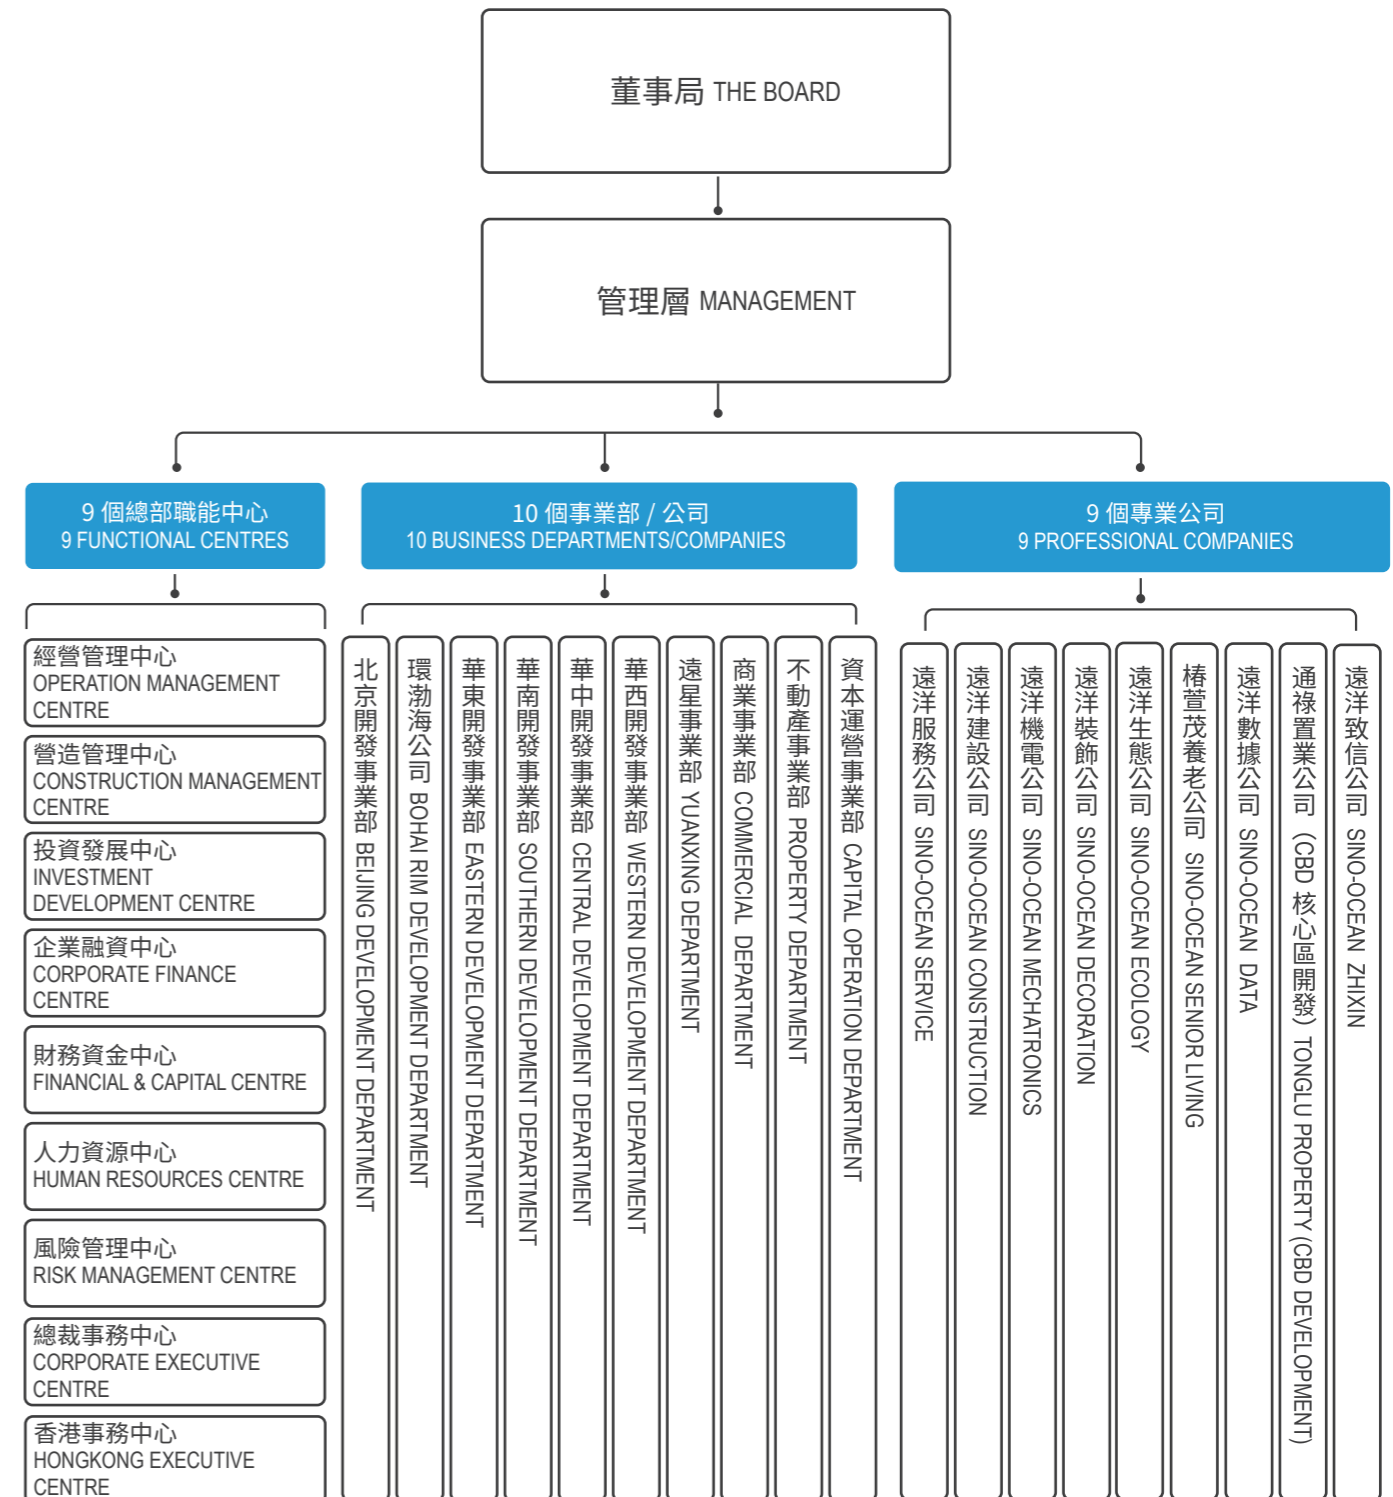 董事局 THE BOARD
管理層 MANAGEMENT
9 個總部職能中心
9 FUNCTIONAL CENTRES
10 個事業部 / 公司
10 BUSINESS DEPARTMENTS/COMPANIES
9 個專業公司
9 PROFESSIONAL COMPANIES
經營管理中心
OPERATION MANAGEMENT
CENTRE
營造管理中心
CONSTRUCTION MANAGEMENT
CENTRE
投資發展中心
INVESTMENT
DEVELOPMENT CENTRE
企業融資中心
CORPORATE FINANCE
CENTRE
財務資金中心
FINANCIAL & CAPITAL CENTRE
人力資源中心
HUMAN RESOURCES CENTRE
風險管理中心
RISK MANAGEMENT CENTRE
總裁事務中心
CORPORATE EXECUTIVE
CENTRE
香港事務中心
HONGKONG EXECUTIVE
CENTRE
北京開發事業部 BEIJING DEVELOPMENT DEPARTMENT
環渤海公司 BOHAI RIM DEVELOPMENT DEPARTMENT
華東開發事業部 EASTERN DEVELOPMENT DEPARTMENT
華南開發事業部 SOUTHERN DEVELOPMENT DEPARTMENT
華中開發事業部 CENTRAL DEVELOPMENT DEPARTMENT
華西開發事業部 WESTERN DEVELOPMENT DEPARTMENT
遠星事業部 YUANXING DEPARTMENT
商業事業部 COMMERCIAL DEPARTMENT
不動產事業部 PROPERTY DEPARTMENT
資本運營事業部 CAPITAL OPERATION DEPARTMENT
遠洋服務公司 SINO-OCEAN SERVICE
遠洋建設公司 SINO-OCEAN CONSTRUCTION
遠洋機電公司 SINO-OCEAN MECHATRONICS
遠洋裝飾公司 SINO-OCEAN DECORATION
遠洋生態公司 SINO-OCEAN ECOLOGY
椿萱茂養老公司 SINO-OCEAN SENIOR LIVING
遠洋數據公司 SINO-OCEAN DATA
通祿置業公司（CBD 核心區開發）TONGLU PROPERTY (CBD DEVELOPMENT)
遠洋致信公司 SINO-OCEAN ZHIXIN